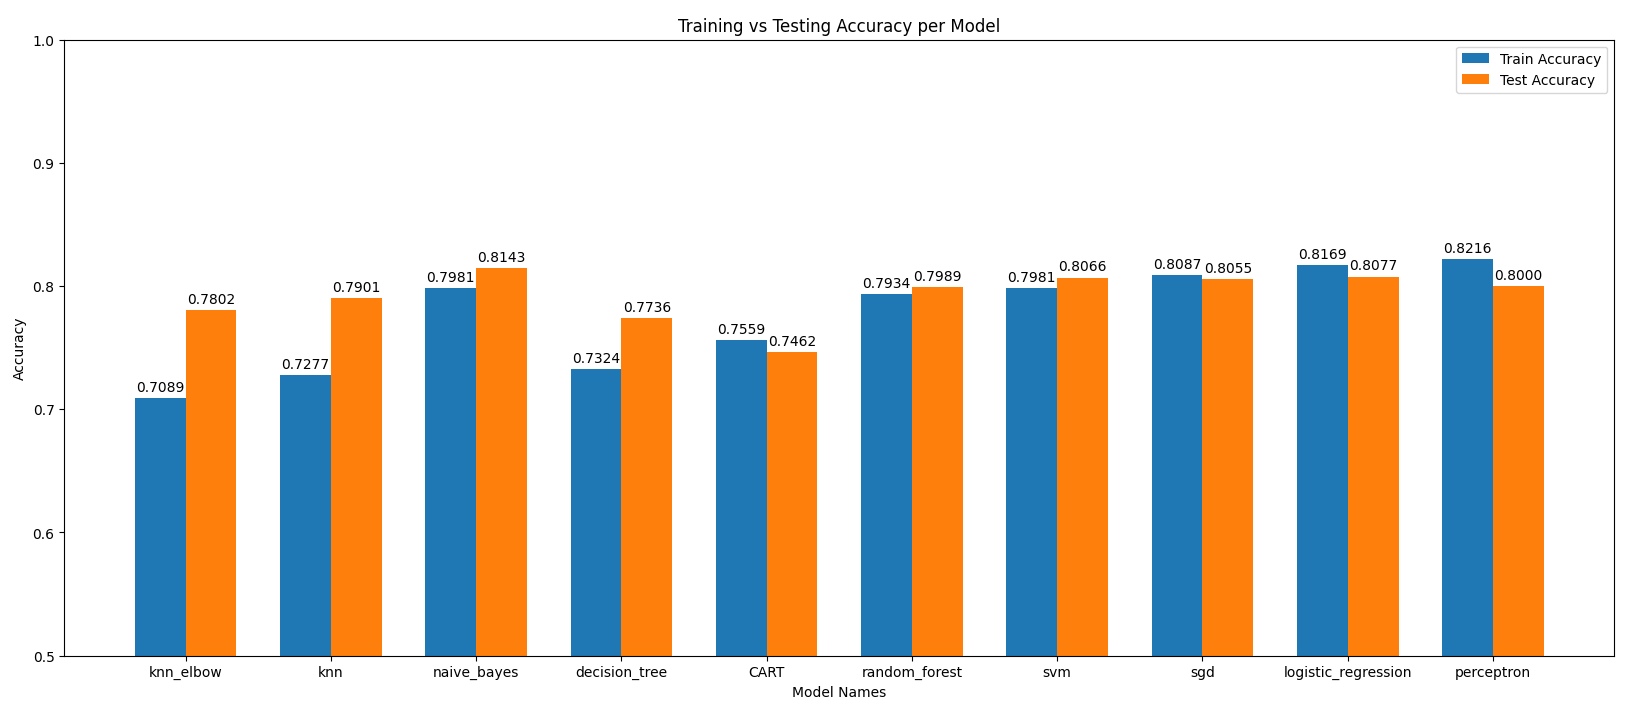 Training vs Testing Accuracy per Model
Train Accuracy
Test Accuracy
Accuracy
1.0
0.9
0.8
0.7
0.6
0.5
0.7089
0.7802
0.7277
0.7901
0.7981
0.8143
0.7324
0.7736
0.7559
0.7462
0.7934
0.7989
0.7981
0.8066
0.8087
0.8055
0.8169
0.8077
0.8216
0.8000
knn_elbow
knn
naive_bayes
decision_tree
CART
random_forest
svm
sgd
logistic_regression
perceptron
Model Names